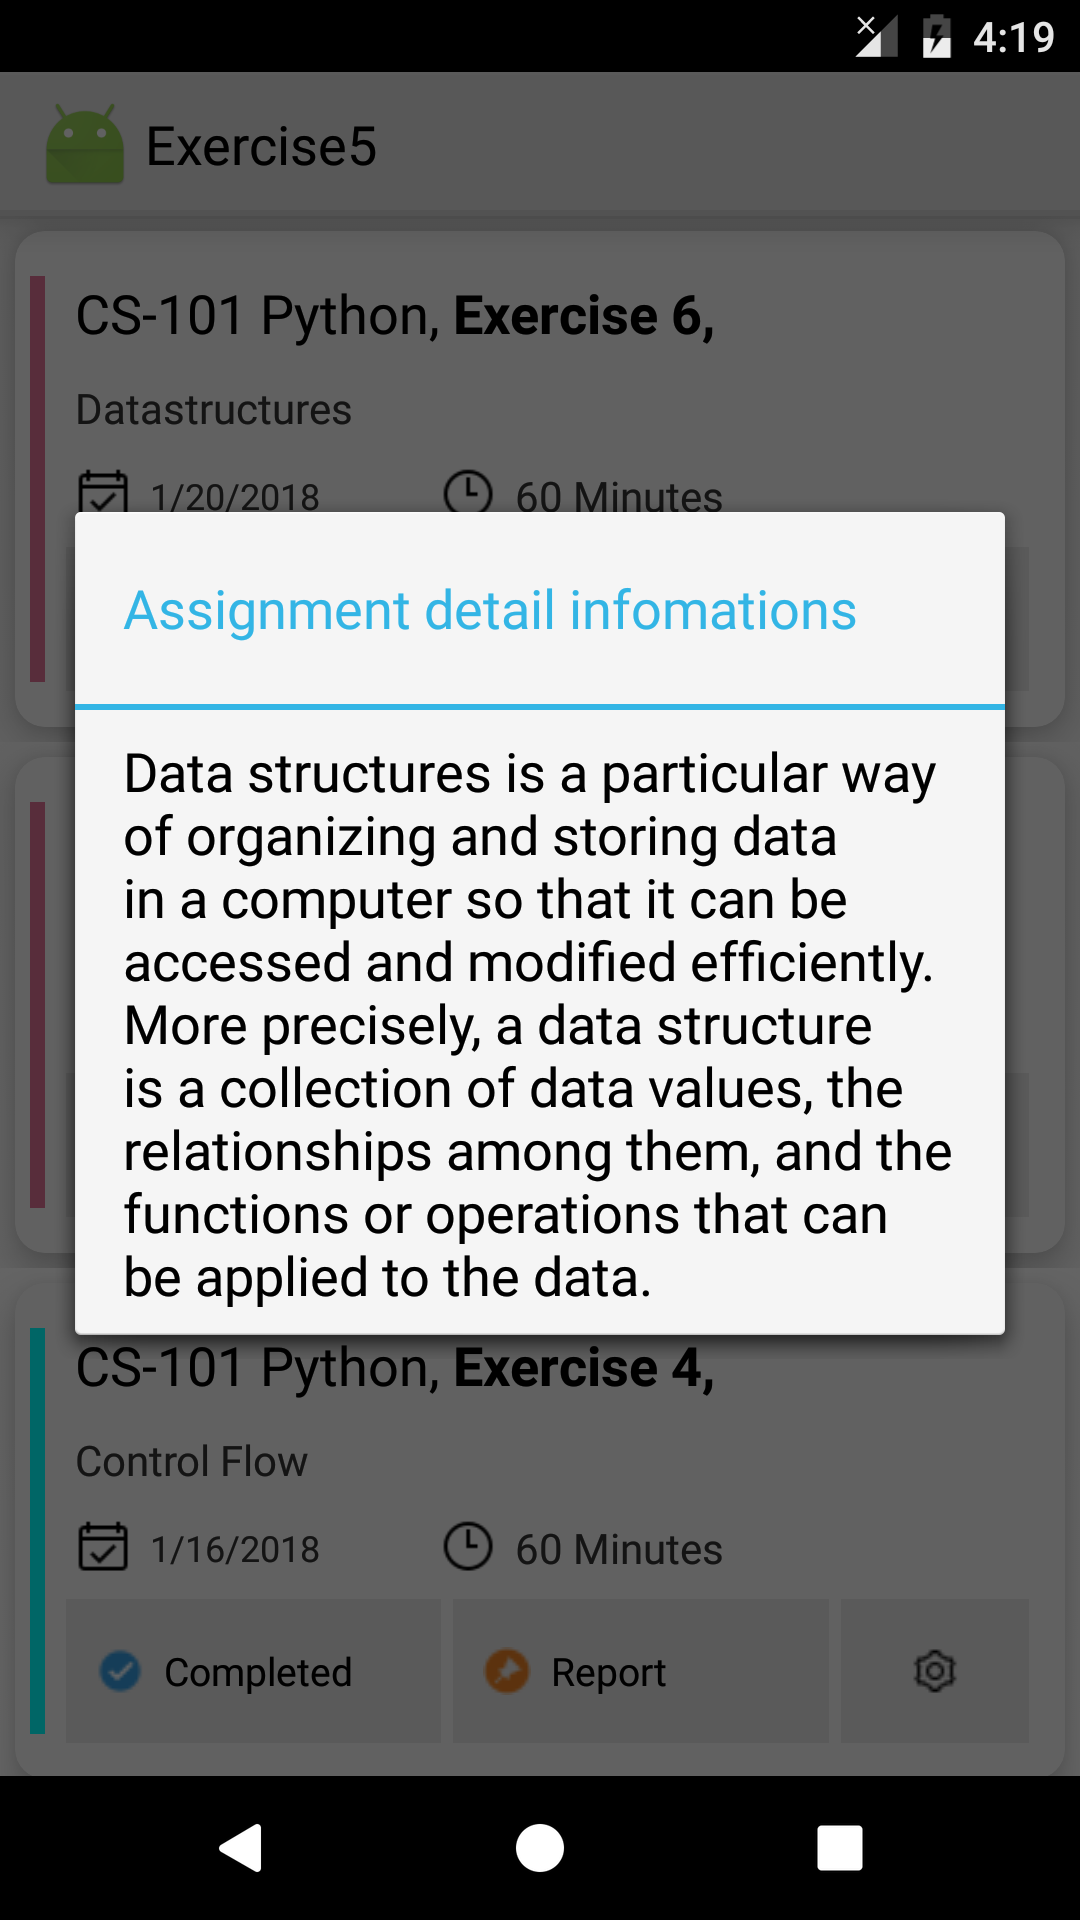 4:19
Exercise5
CS-101 Python, Exercise 6,
Datastructures
1/20/2018 60 Minutes
Assignment detail infomations
Data structures is a particular way
of organizing and storing data
in a computer so that it can be
accessed and modified efficiently.
More precisely, a data structure
is a collection of data values, the
relationships among them, and the
functions or operations that can
be applied to the data.
CS-101 Python, Exercise 4,
Control Flow
1/16/2018 60 Minutes
Completed Report